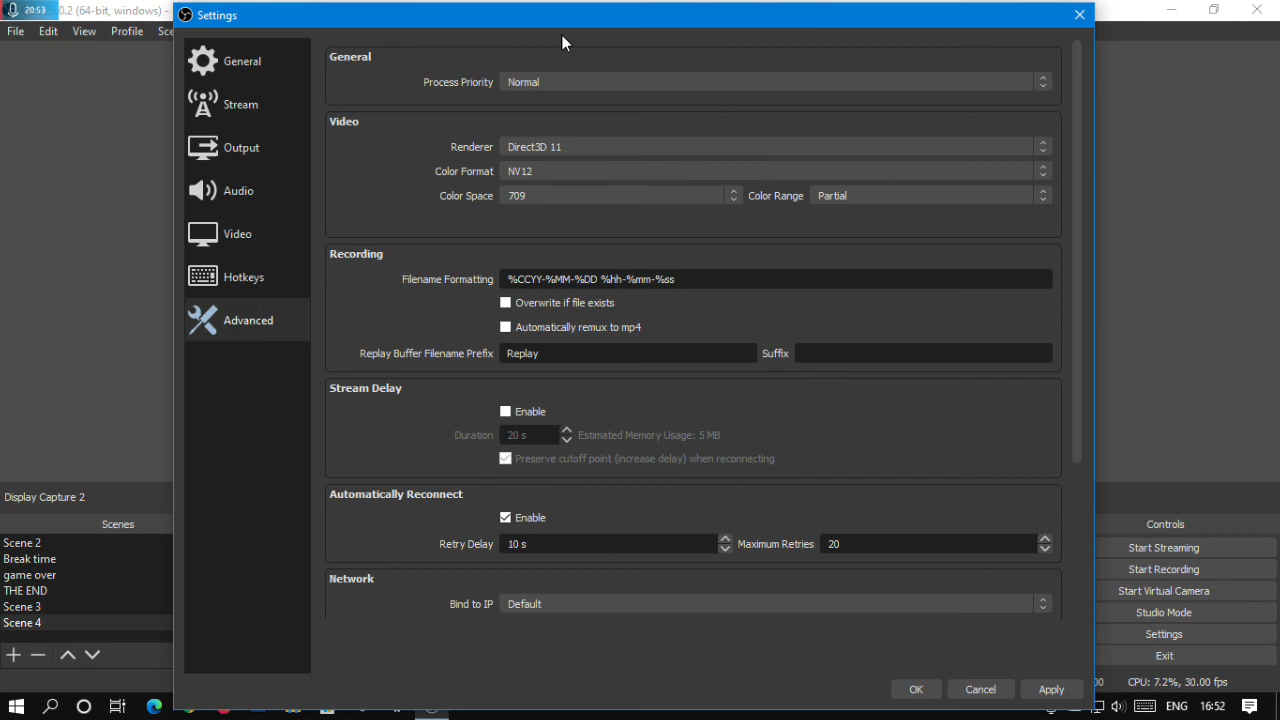 20:53 0.2 (64-bit, windows) -
Settings
File Edit View Profile Sce
General
Stream
Output
Audio
Video
Hotkeys
Advanced
General
Process Priority Normal
Video
Renderer Direct3D 11
Color Format NV12
Color Space 709 Color Range Partial
Recording
Filename Formatting %CCYY-%MM-%DD %hh-%mm-%ss
Overwrite if file exists
Automatically remux to mp4
Replay Buffer Filename Prefix Replay Suffix
Stream Delay
Enable
Duration 20 s Estimated Memory Usage: 5 MB
Preserve cutoff point (increase delay) when reconnecting
Automatically Reconnect
Enable
Retry Delay 10 s Maximum Retries 20
Network
Bind to IP Default
OK Cancel Apply
Display Capture 2
Scenes
Scene 2
Break time
game over
THE END
Scene 3
Scene 4
Controls
Start Streaming
Start Recording
Start Virtual Camera
Studio Mode
Settings
Exit
00 CPU: 7.2%, 30.00 fps
ENG 16:52